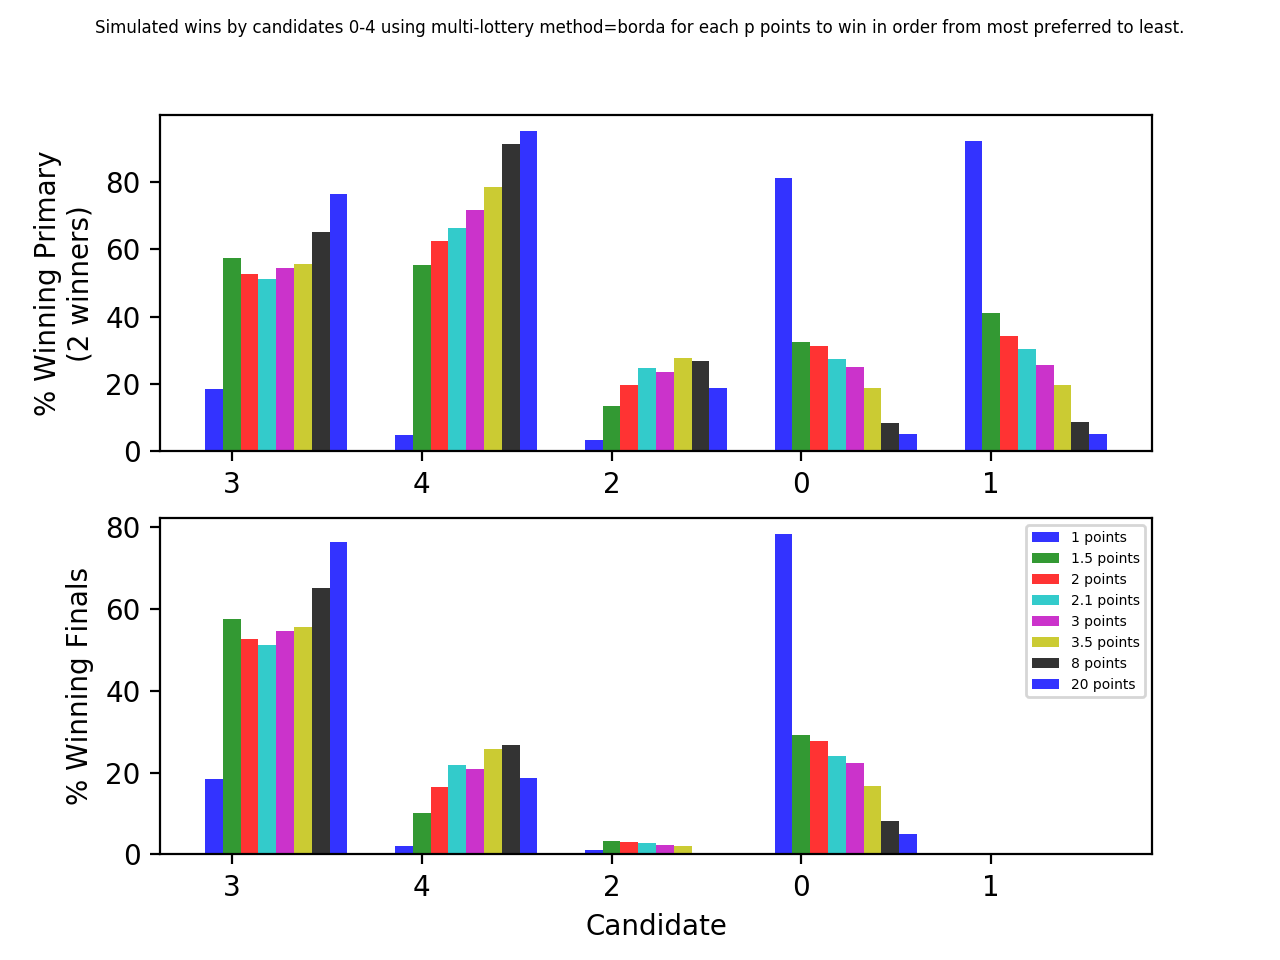 Simulated wins by candidates 0-4 using multi-lottery method=borda for each p points to win in order from most preferred to least.
% Winning Primary
(2 winners)
80
60
40
20
0
3 4 2 0 1
% Winning Finals
80
60
40
20
0
1 points
1.5 points
2 points
2.1 points
3 points
3.5 points
8 points
20 points
3 4 2 0 1
Candidate